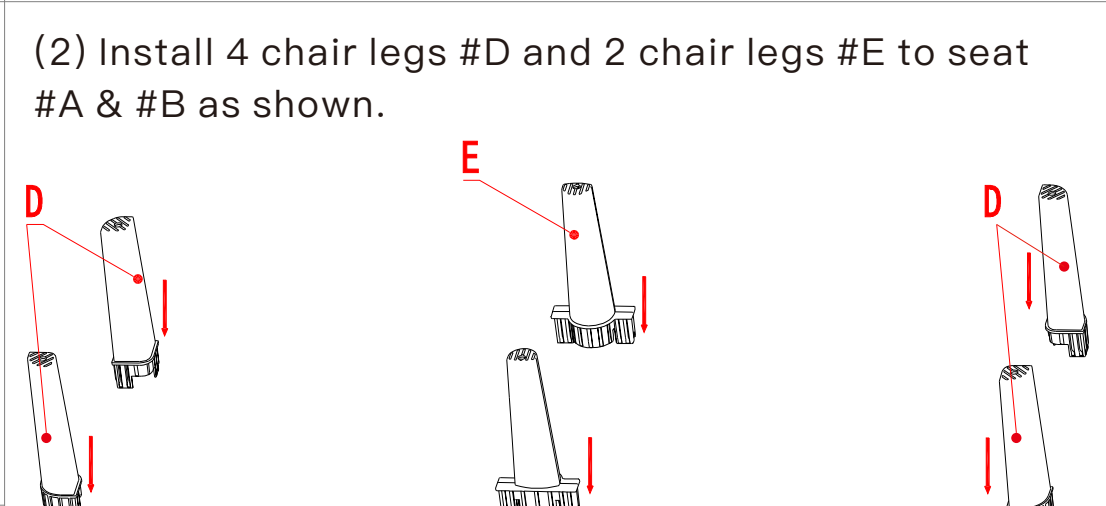 (2) Install 4 chair legs #D and 2 chair legs #E to seat
#A & #B as shown.
E
D
D